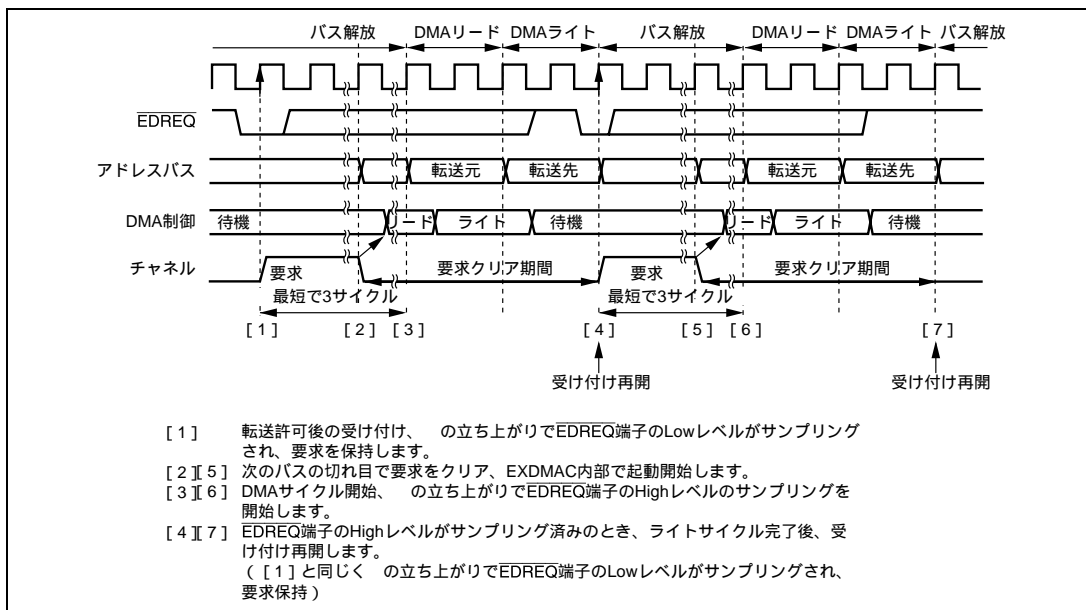 バス解放 DMAリード DMAライト バス解放 DMAリード DMAライト バス解放
EDREQ
アドレスバス 転送元 転送先 転送元 転送先
DMA制御 待機 リード ライト 待機 リード ライト 待機
チャネル 要求 要求クリア期間 要求 要求クリア期間
最短で3サイクル 最短で3サイクル
[1] [2] [3] [4] [5] [6] [7]
受け付け再開 受け付け再開
[1] 転送許可後の受け付け、 の立ち上がりでEDREQ端子のLowレベルがサンプリング
され、要求を保持します。
[2][5] 次のバスの切れ目で要求をクリア、EXDMAC内部で起動開始します。
[3][6] DMAサイクル開始、 の立ち上がりでEDREQ端子のHighレベルのサンプリングを
開始します。
[4][7] EDREQ端子のHighレベルがサンプリング済みのとき、ライトサイクル完了後、受
け付け再開します。
([1]と同じく の立ち上がりでEDREQ端子のLowレベルがサンプリングされ、
要求保持)